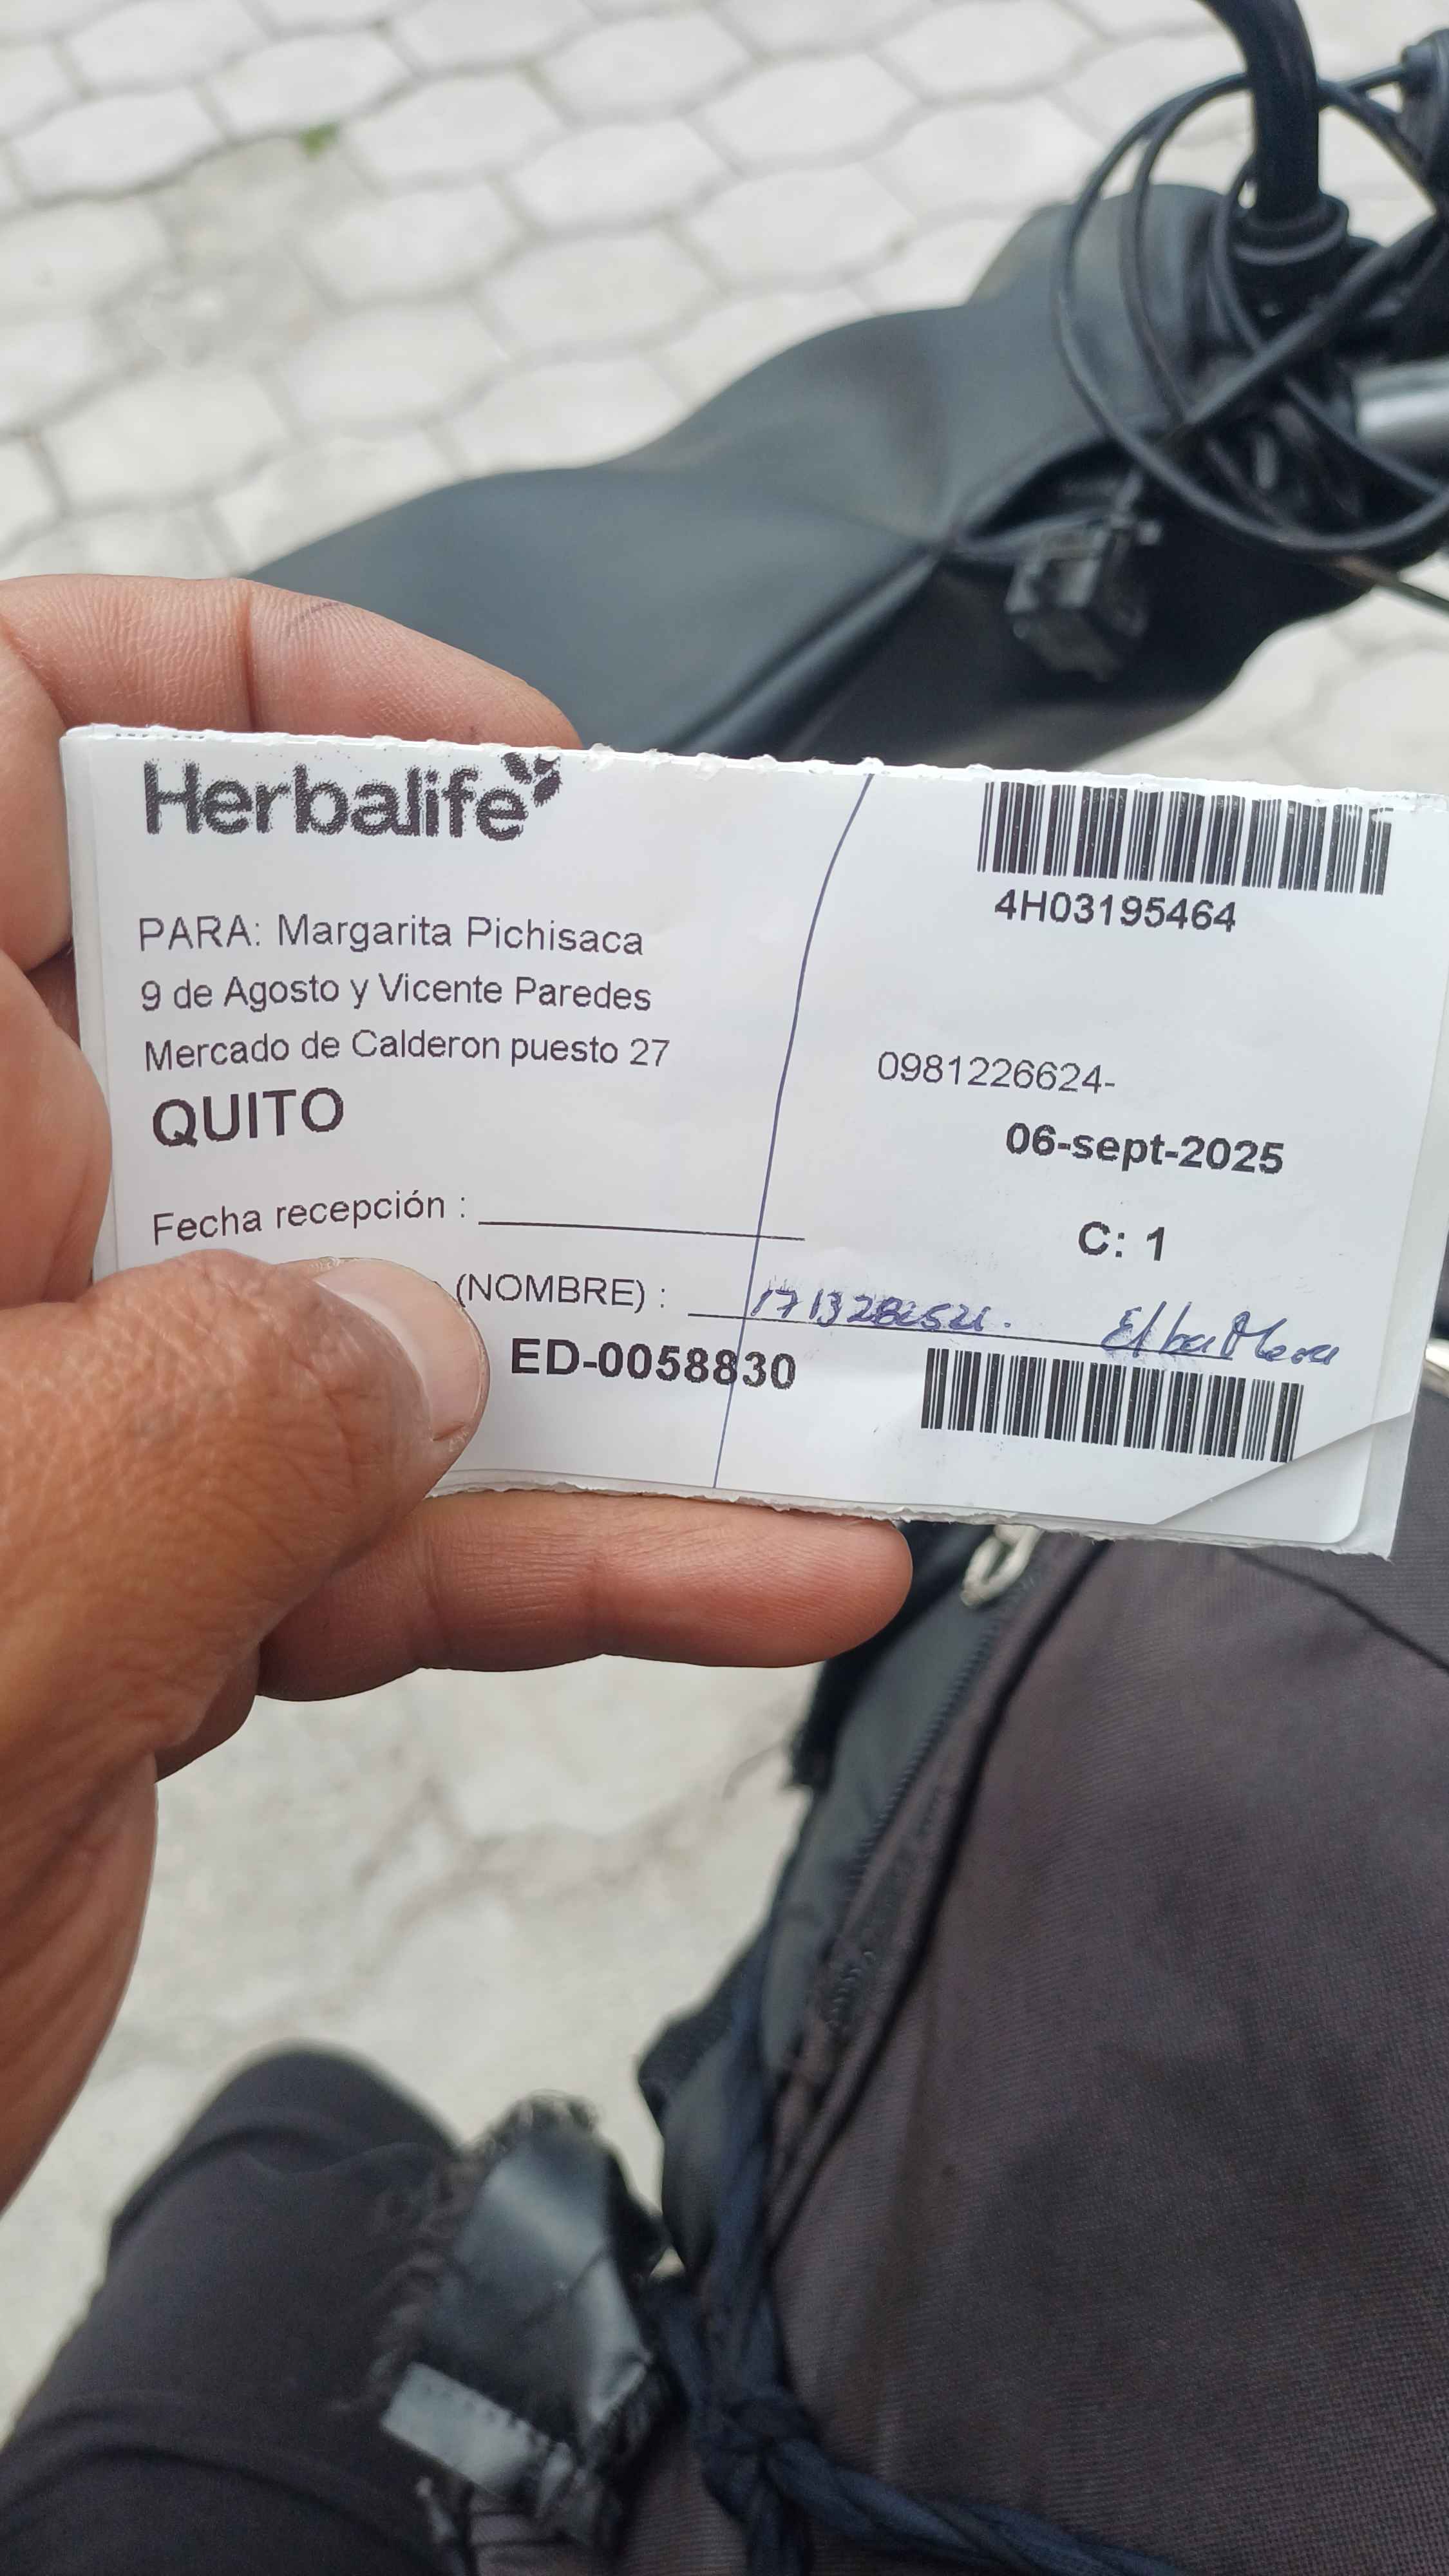 Herbalife
4H03195464
PARA: Margarita Pichisaca
9 de Agosto y Vicente Paredes
Mercado de Calderon puesto 27
0981226624-
QUITO
06-sept-2025
Fecha recepción :
C: 1
(NOMBRE) :
ED-0058830